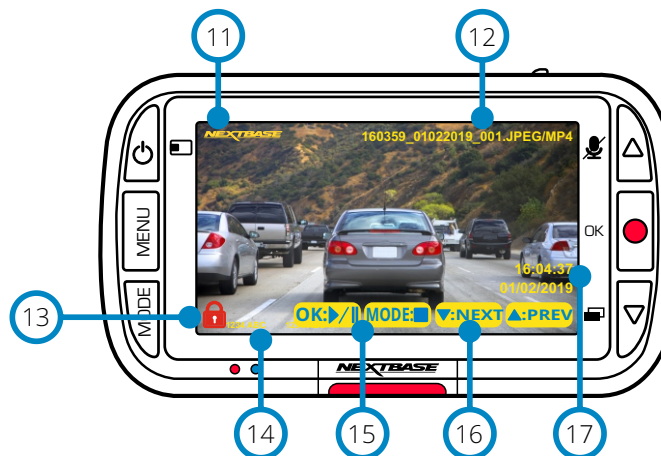 11
12
NEXTBASE
160359_01022019_001.JPEG/MP4
MENU
OK
16:04:37
01/02/2019
MODE
13
OK:▶/II
MODE:■
▼:NEXT
▲:PREV
NEXTBASE
14
15
16
17